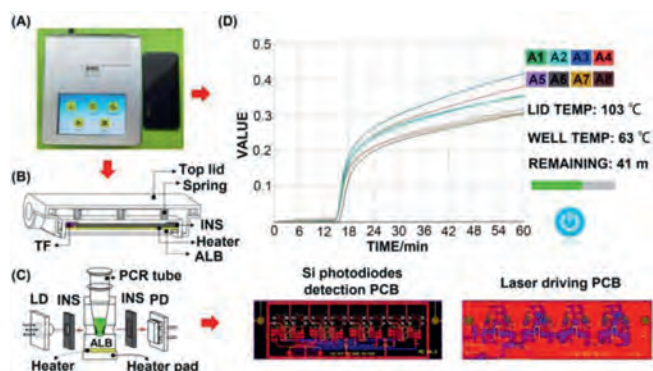 (A)
(B)
Top lid
Spring
INS
Heater
ALB
TF
(C)
PCR tube
LD
INS
INS
PD
ALB
Heater
Heater pad
(D)
0.5
0.4
0.3
0.2
0.1
VALUE
0
6
12
18
24
30
36
42
48
54
60
TIME/min
A1 A2 A3 A4
A5 A6 A7 A8
LID TEMP: 103 ℃
WELL TEMP: 63 ℃
REMAINING: 41 m
Si photodiodes
detection PCB
Laser driving PCB